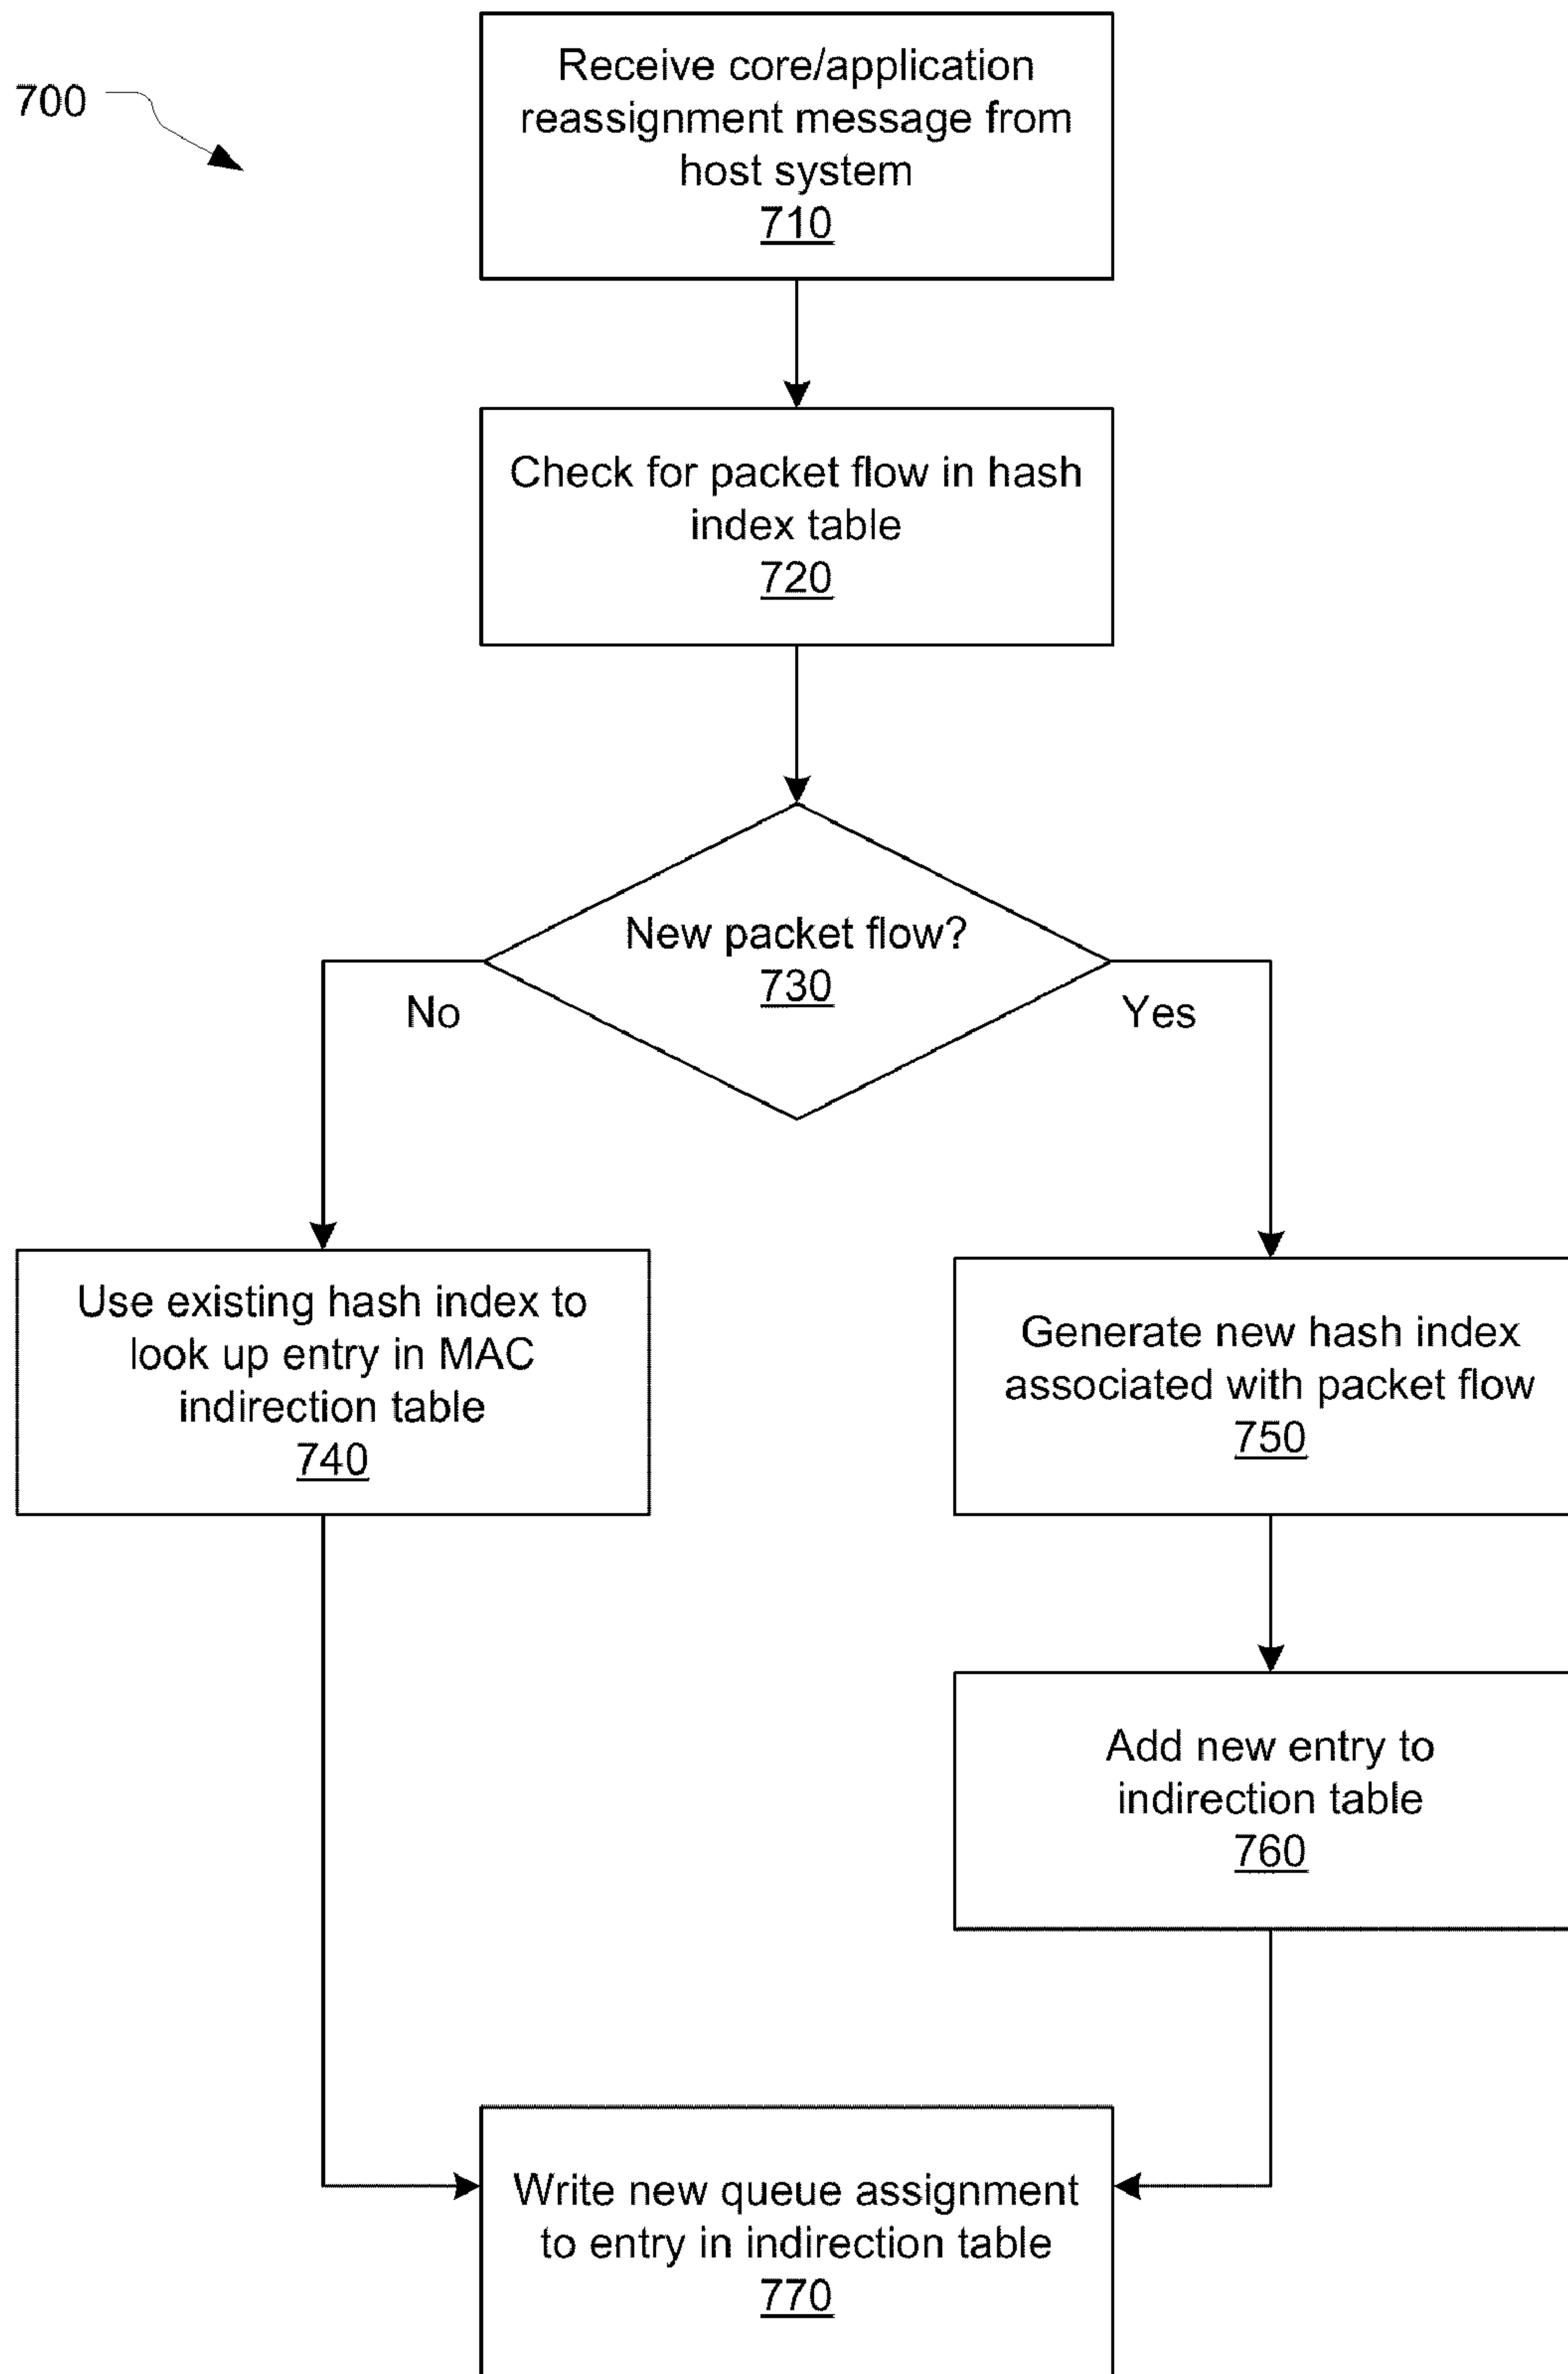 700
Receive core/application
reassignment message from
host system
710
Check for packet flow in hash
index table
720
New packet flow?
730
No
Yes
Use existing hash index to
look up entry in MAC
indirection table
740
Generate new hash index
associated with packet flow
750
Add new entry to
indirection table
760
Write new queue assignment
to entry in indirection table
770